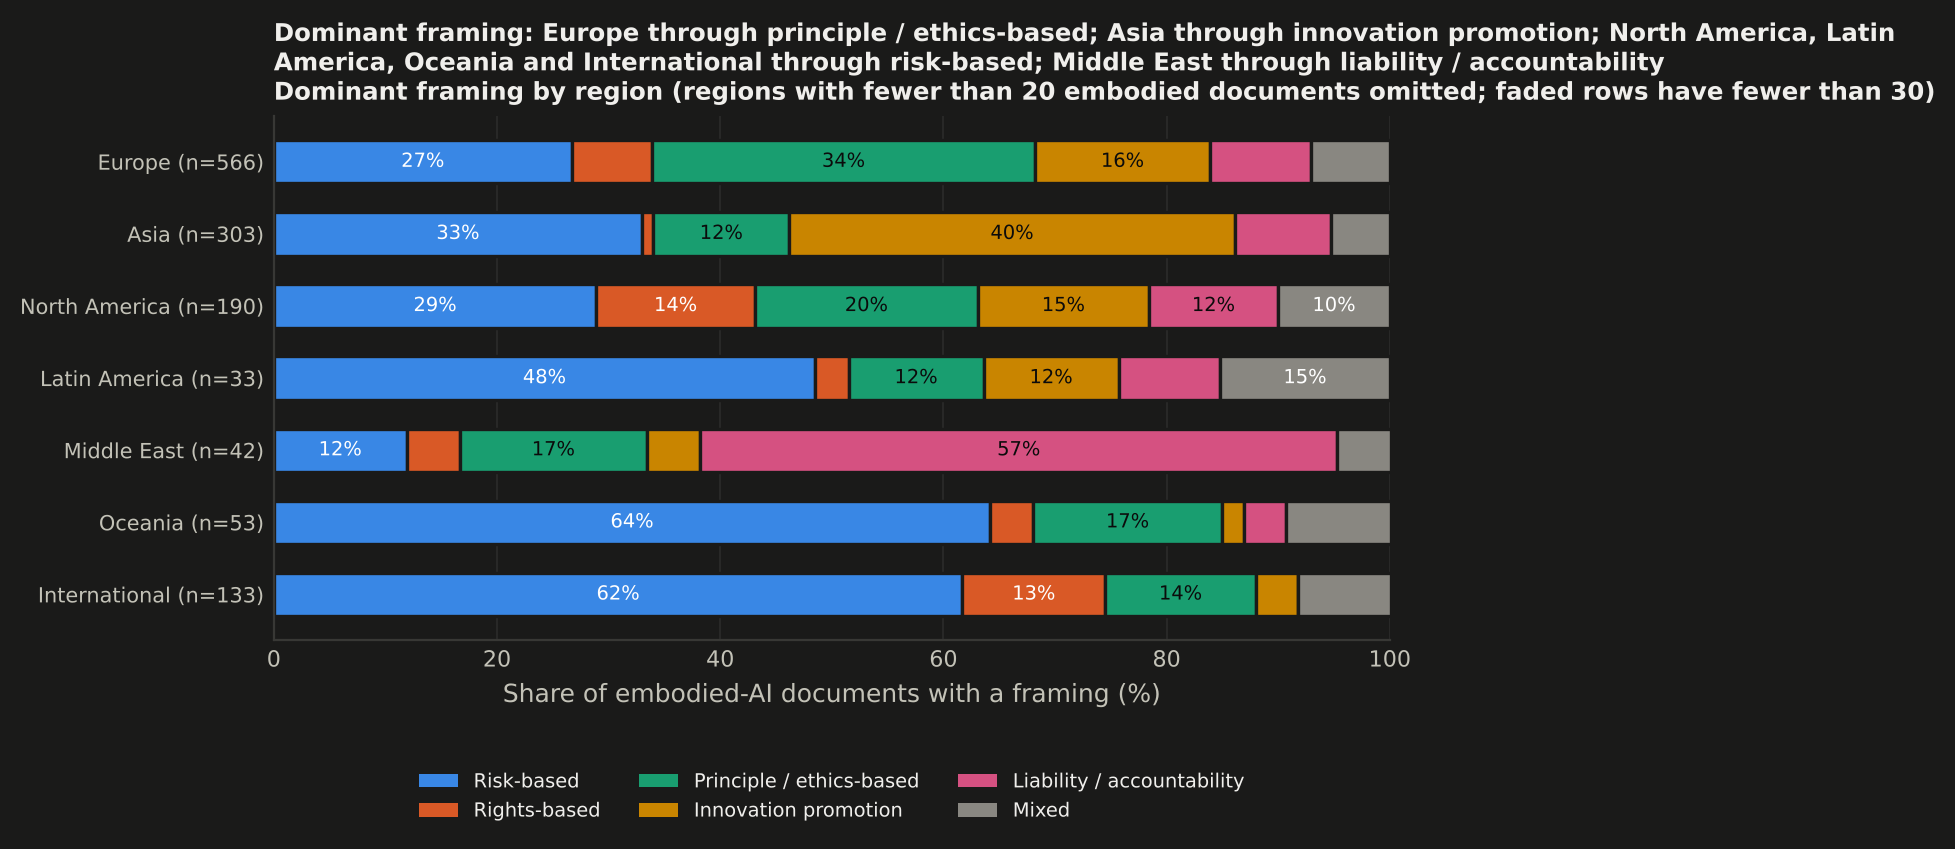 Dominant framing: Europe through principle / ethics-based; Asia through innovation promotion; North America, Latin
America, Oceania and International through risk-based; Middle East through liability / accountability
Dominant framing by region (regions with fewer than 20 embodied documents omitted; faded rows have fewer than 30)
Europe (n=566)
27%
34%
16%
Asia (n=303)
33%
12%
40%
North America (n=190)
29%
14%
20%
15%
12%
10%
Latin America (n=33)
48%
12%
12%
15%
Middle East (n=42)
12%
17%
57%
Oceania (n=53)
64%
17%
International (n=133)
62%
13%
14%
0 20 40 60 80 100
Share of embodied-AI documents with a framing (%)
Risk-based
Rights-based
Principle / ethics-based
Innovation promotion
Liability / accountability
Mixed